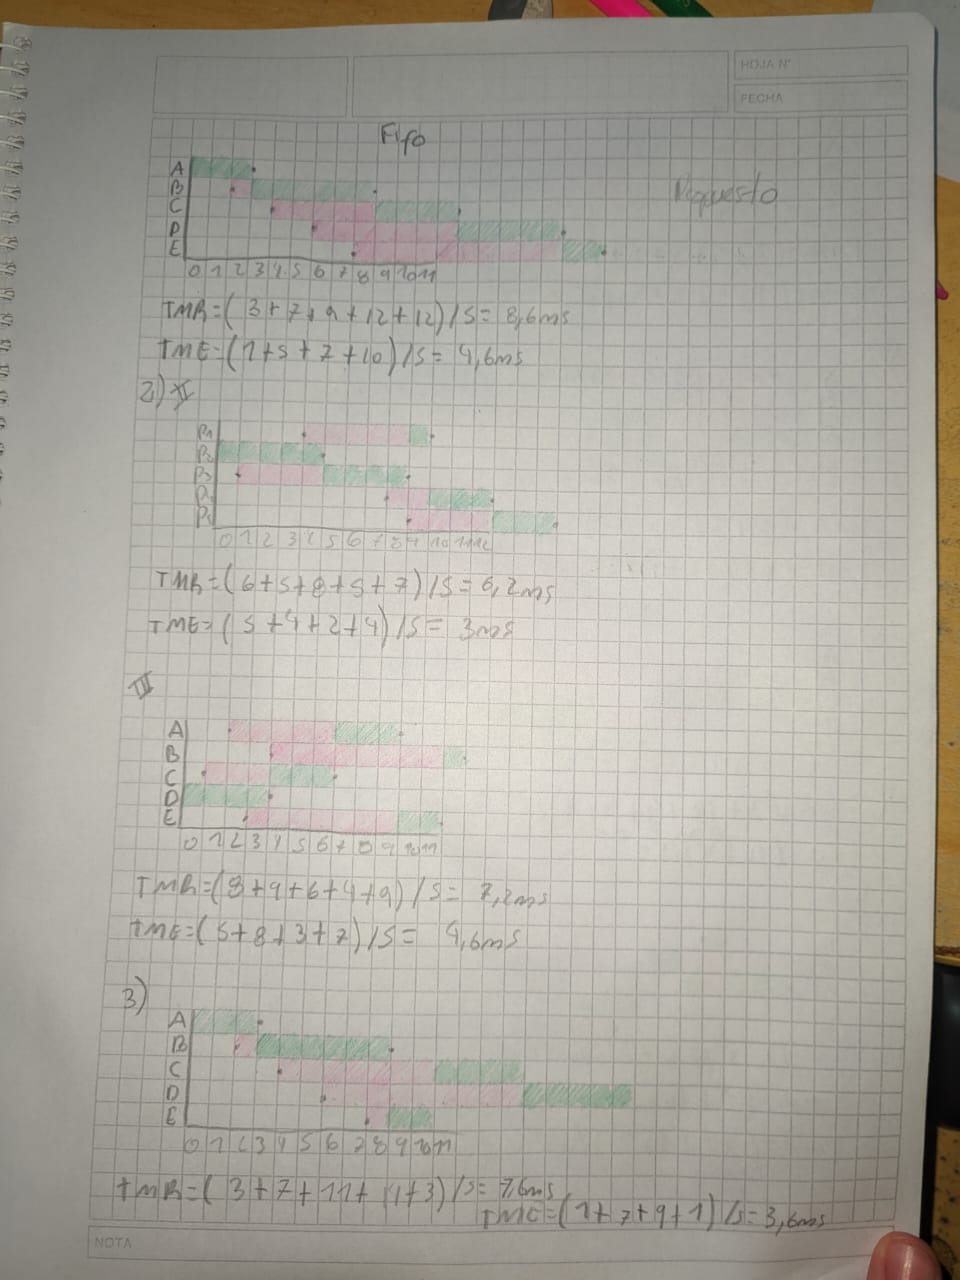 HOJA N°
FECHA
Fifo
A
B
C
D
E
0 1 2 3 4 5 6 7 8 9 10 11
TMR=(3+7+9+12+12)/5= 8,6ms
TME=(1+5+7+10)/5= 4,6ms
2) I
P1
P2
P3
0 1 2 3 4 5 6 7 8 9 10 11 12
TMR=(6+5+8+5+7)/5=6,2ms
TME=(5+4+2+4)/5= 3ms
II
A
B
C
D
E
0 1 2 3 4 5 6 7 8 9 10 11
TMR=(8+9+6+4+9)/5= 7,2ms
TME=(5+8+3+7)/5= 4,6ms
3)
A
B
C
D
E
0 1 2 3 4 5 6 7 8 9 10 11
TMR=(3+7+11+ +3)/5= 7,6ms
=(1+7+9+1)/5=3,6ms
NOTA